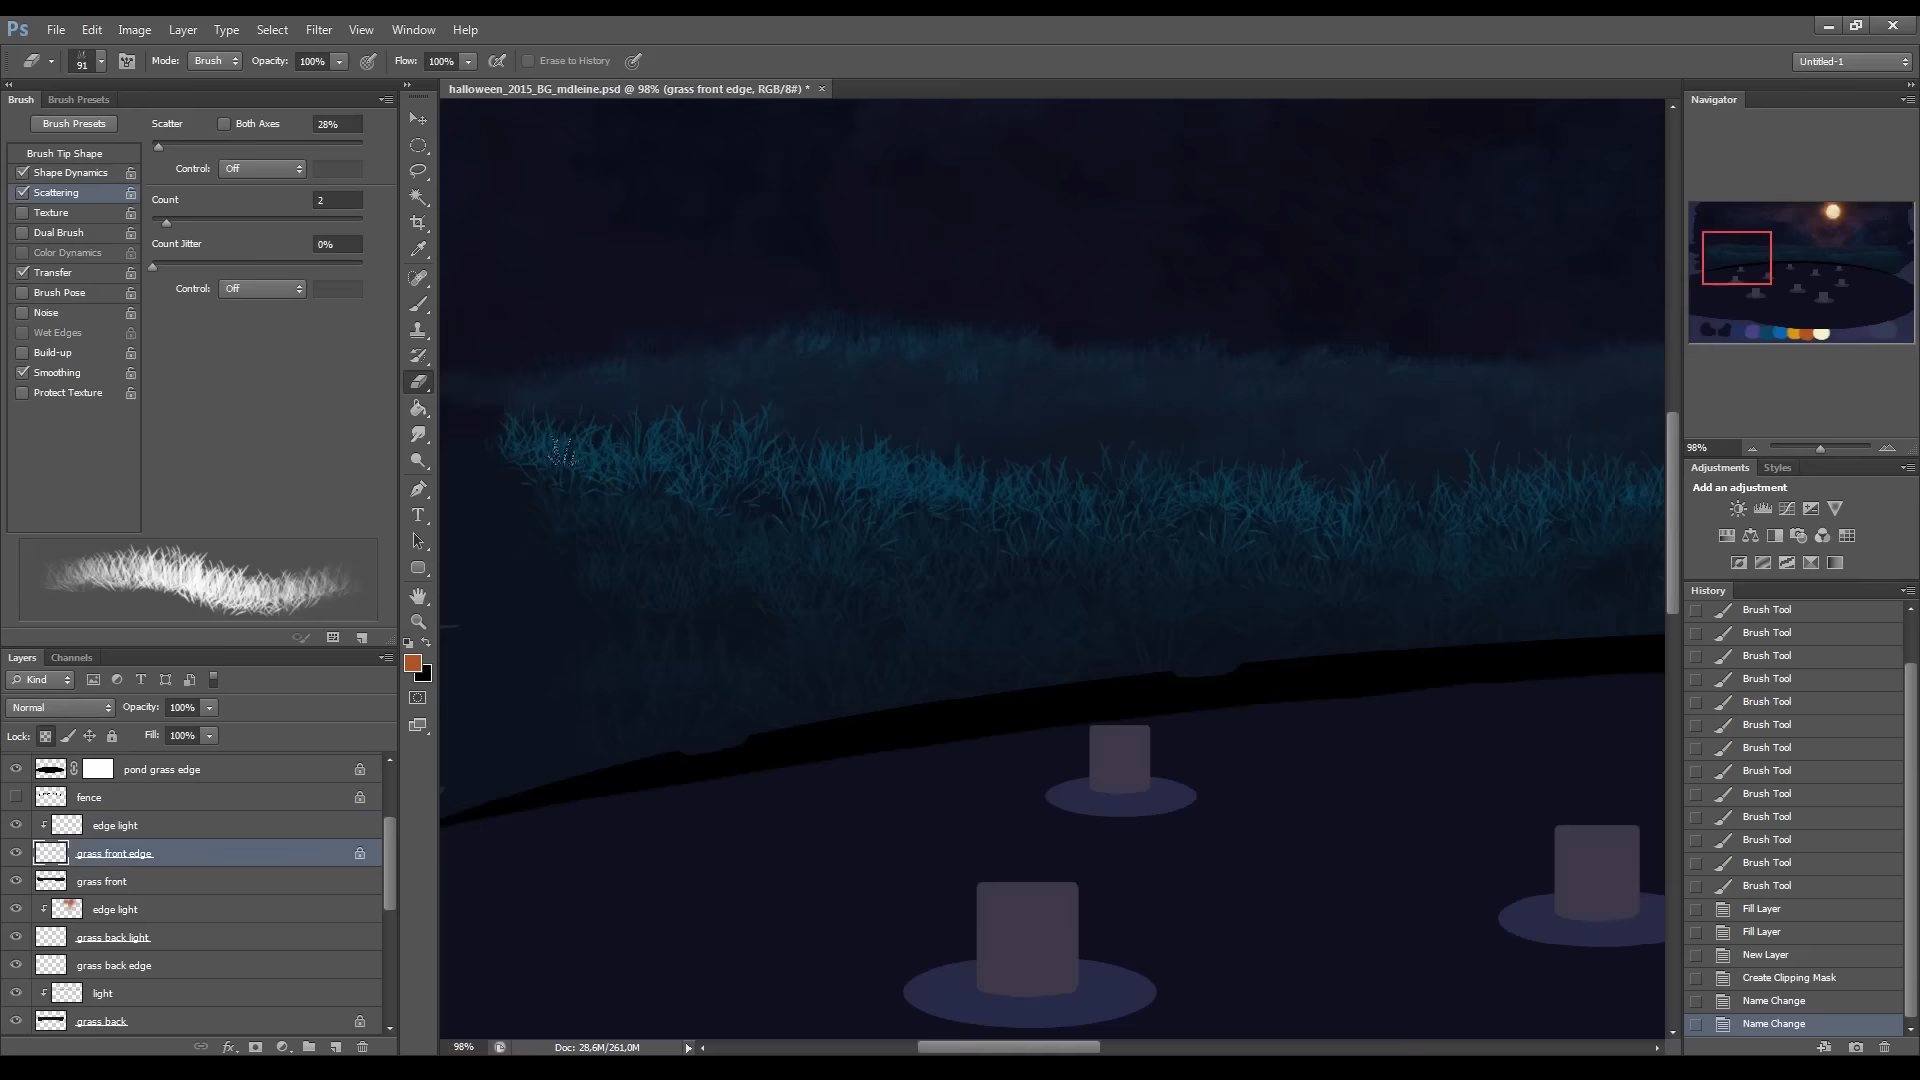 Ps File Edit Image Layer Type Select Filter View Window Help
91 Mode: Brush Opacity: 100% Flow: 100% Erase to History Untitled-1
halloween_2015_BG_mdleine.psd @ 98% (grass front edge, RGB/8#) * ×
Brush Brush Presets
Brush Presets Scatter Both Axes 28%
Brush Tip Shape
Shape Dynamics Control: Off
Scattering
Count 2
Texture
Dual Brush
Count Jitter 0%
Color Dynamics
Transfer
Control: Off
Brush Pose
Noise
Wet Edges
Build-up
Smoothing
Protect Texture
Layers Channels
Kind
Normal Opacity: 100%
Lock: Fill: 100%
pond grass edge
fence
edge light
grass front edge
grass front
edge light
grass back light
grass back edge
light
grass back
fx
98% Doc: 28,6M/261,0M
Navigator
98%
Adjustments Styles
Add an adjustment
History
Brush Tool
Brush Tool
Brush Tool
Brush Tool
Brush Tool
Brush Tool
Brush Tool
Brush Tool
Brush Tool
Brush Tool
Brush Tool
Brush Tool
Brush Tool
Fill Layer
Fill Layer
New Layer
Create Clipping Mask
Name Change
Name Change